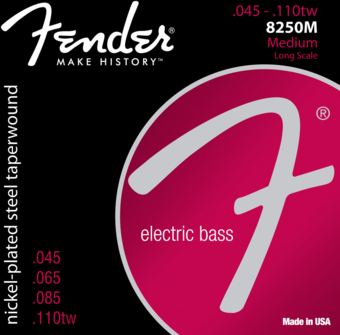 Fender®
MAKE HISTORY™
.045 - .110tw
8250M
Medium
Long Scale
nickel-plated steel taperwound
F®
electric bass
.045
.065
.085
.110tw
Made in USA